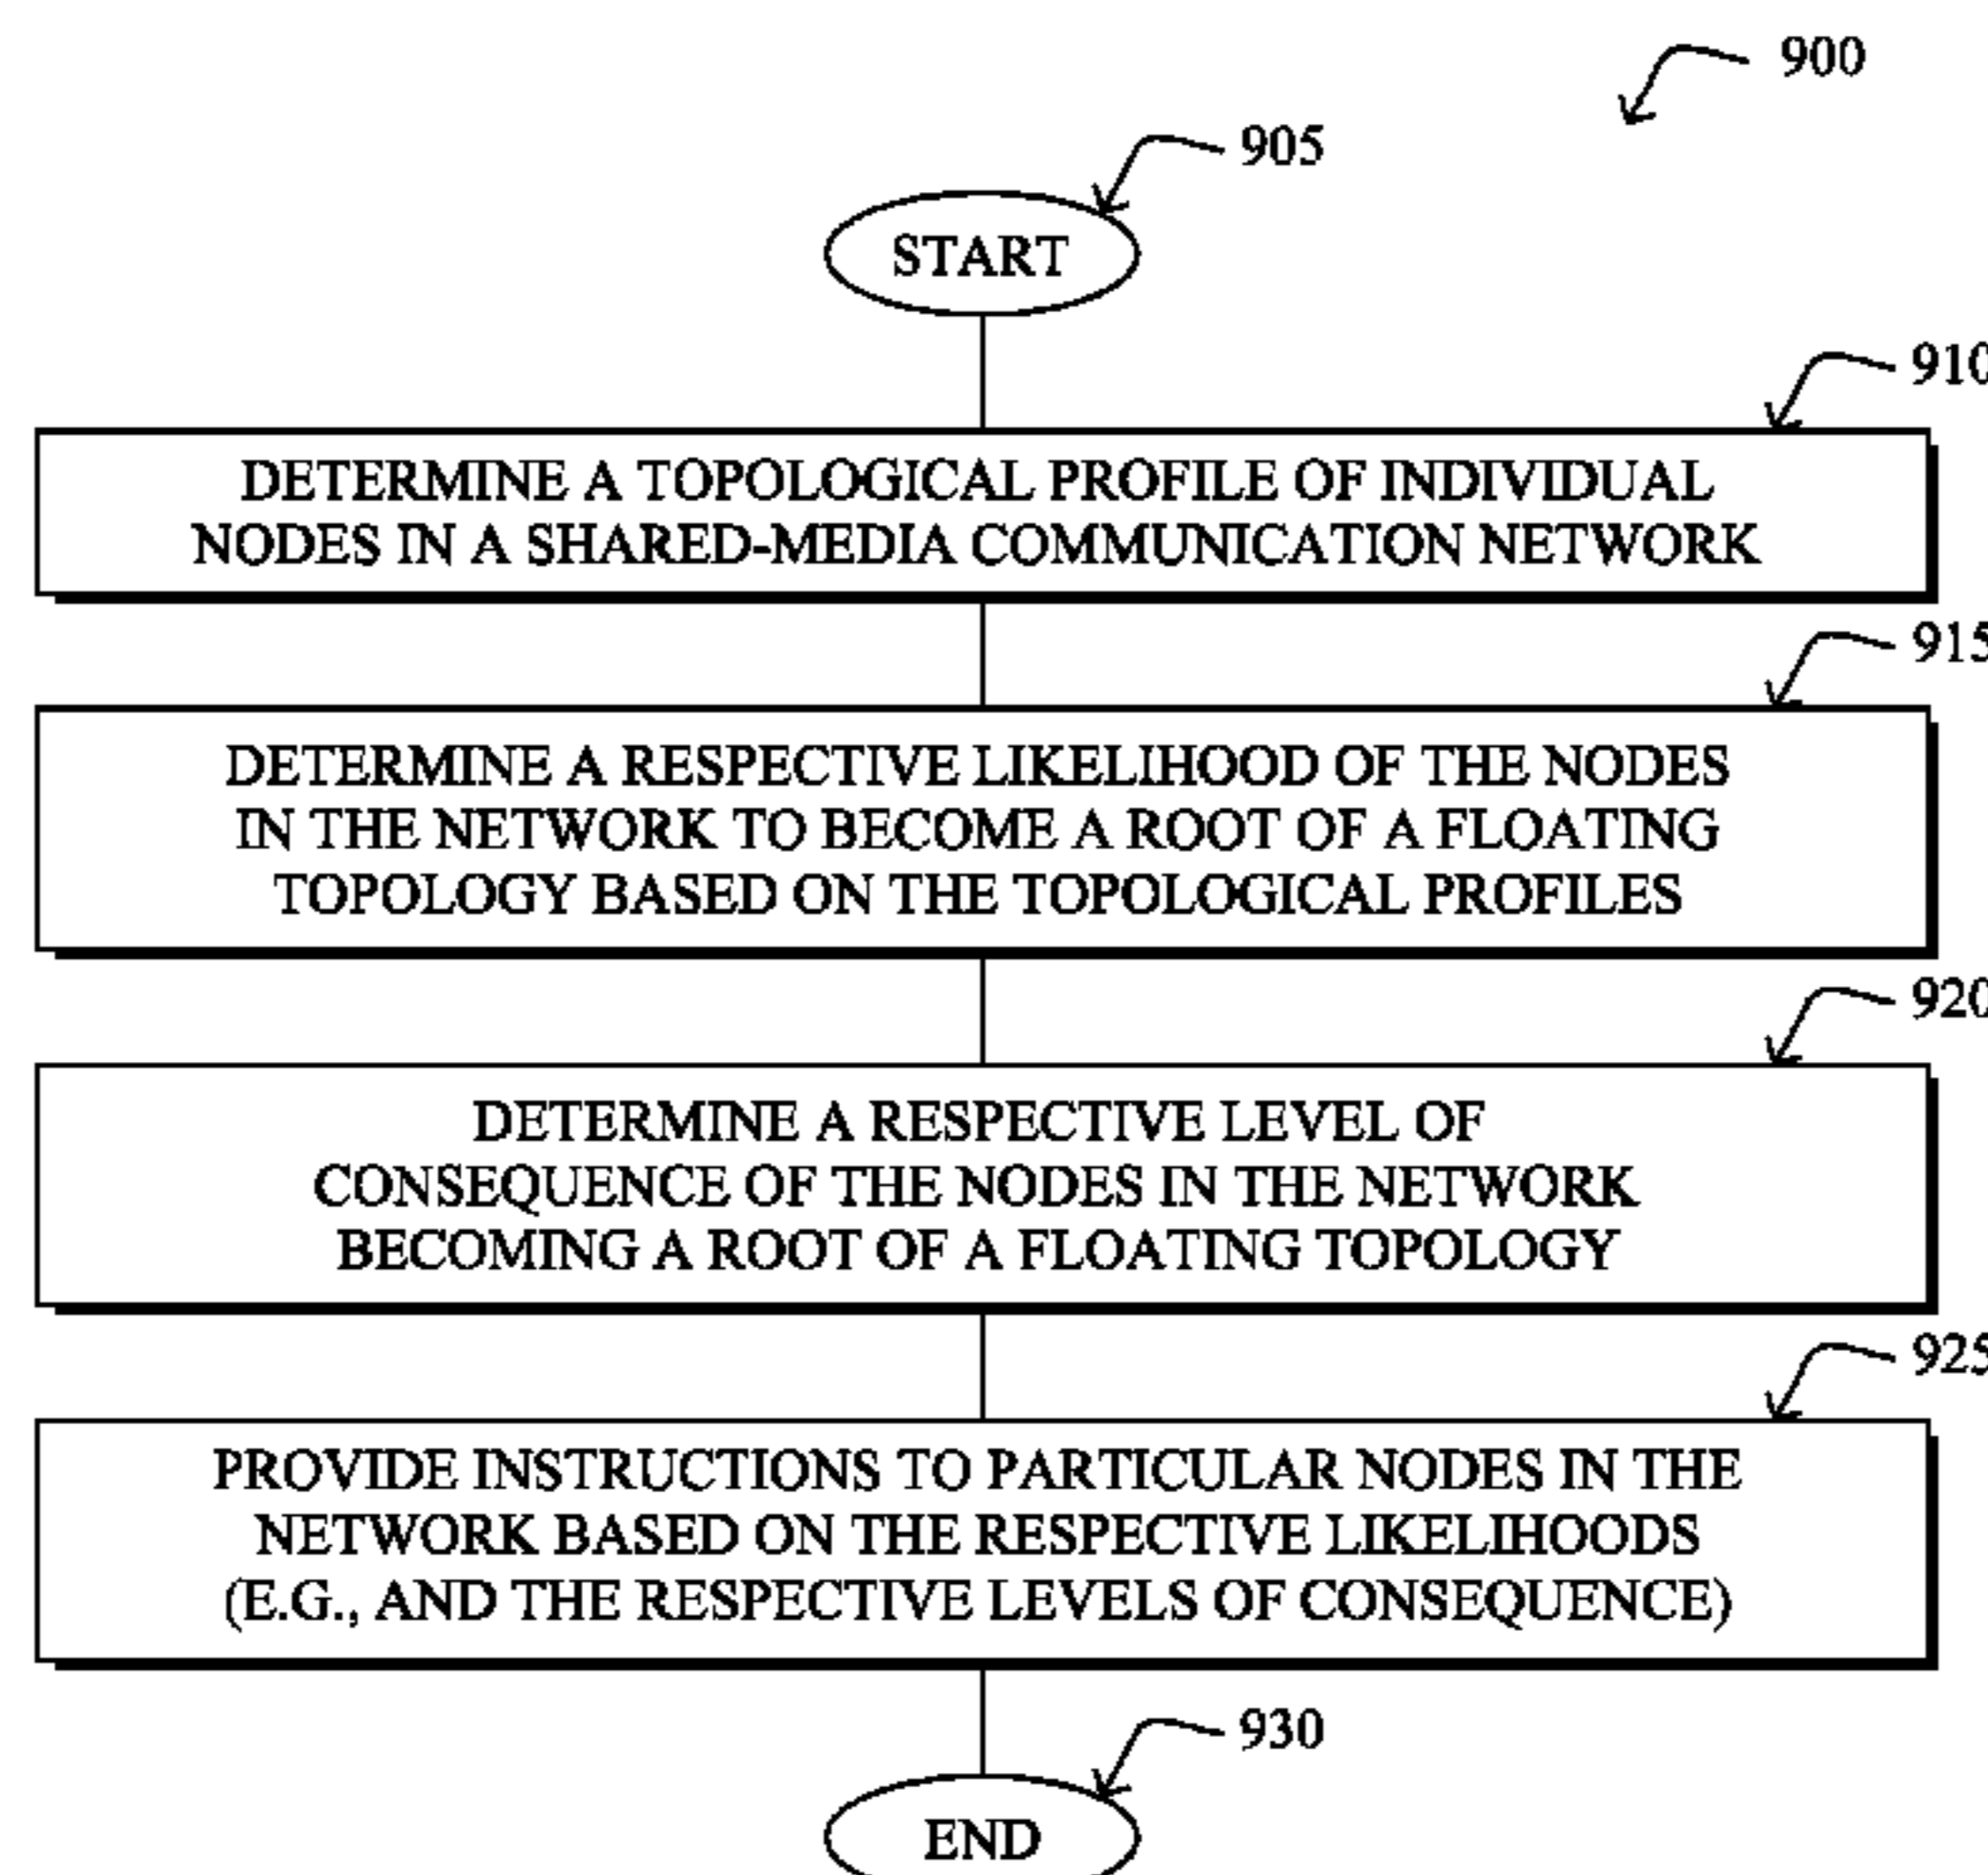 900
905
START
910
DETERMINE A TOPOLOGICAL PROFILE OF INDIVIDUAL
NODES IN A SHARED-MEDIA COMMUNICATION NETWORK
915
DETERMINE A RESPECTIVE LIKELIHOOD OF THE NODES
IN THE NETWORK TO BECOME A ROOT OF A FLOATING
TOPOLOGY BASED ON THE TOPOLOGICAL PROFILES
920
DETERMINE A RESPECTIVE LEVEL OF
CONSEQUENCE OF THE NODES IN THE NETWORK
BECOMING A ROOT OF A FLOATING TOPOLOGY
925
PROVIDE INSTRUCTIONS TO PARTICULAR NODES IN THE
NETWORK BASED ON THE RESPECTIVE LIKELIHOODS
(E.G., AND THE RESPECTIVE LEVELS OF CONSEQUENCE)
930
END